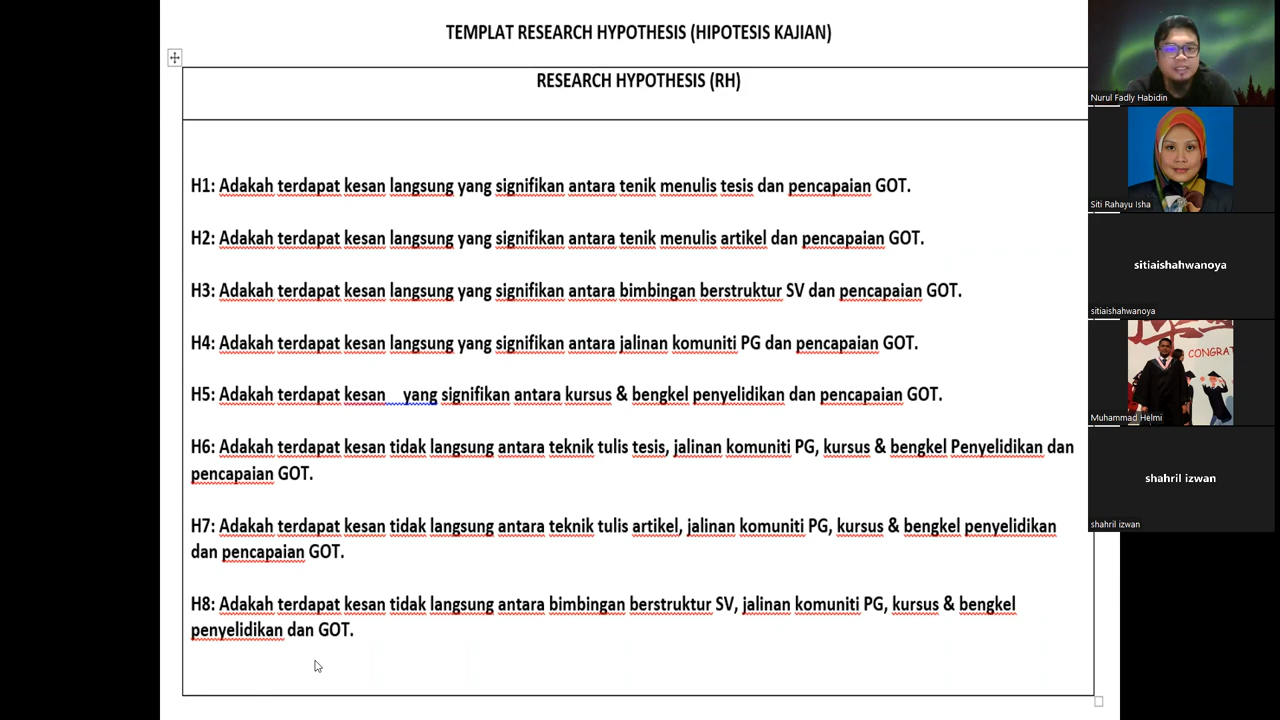 TEMPLAT RESEARCH HYPOTHESIS (HIPOTESIS KAJIAN)
RESEARCH HYPOTHESIS (RH)
H1: Adakah terdapat kesan langsung yang signifikan antara tenik menulis tesis dan pencapaian GOT.
H2: Adakah terdapat kesan langsung yang signifikan antara tenik menulis artikel dan pencapaian GOT.
H3: Adakah terdapat kesan langsung yang signifikan antara bimbingan berstruktur SV dan pencapaian GOT.
H4: Adakah terdapat kesan langsung yang signifikan antara jalinan komuniti PG dan pencapaian GOT.
H5: Adakah terdapat kesan yang signifikan antara kursus & bengkel penyelidikan dan pencapaian GOT.
H6: Adakah terdapat kesan tidak langsung antara teknik tulis tesis, jalinan komuniti PG, kursus & bengkel Penyelidikan dan
pencapaian GOT.
H7: Adakah terdapat kesan tidak langsung antara teknik tulis artikel, jalinan komuniti PG, kursus & bengkel penyelidikan
dan pencapaian GOT.
H8: Adakah terdapat kesan tidak langsung antara bimbingan berstruktur SV, jalinan komuniti PG, kursus & bengkel
penyelidikan dan GOT.
Nurul Fadly Habidin
Siti Rahayu Isha
sitiaishahwanoya
sitiaishahwanoya
CONGRAT
Muhammad Helmi
shahril izwan
shahril izwan